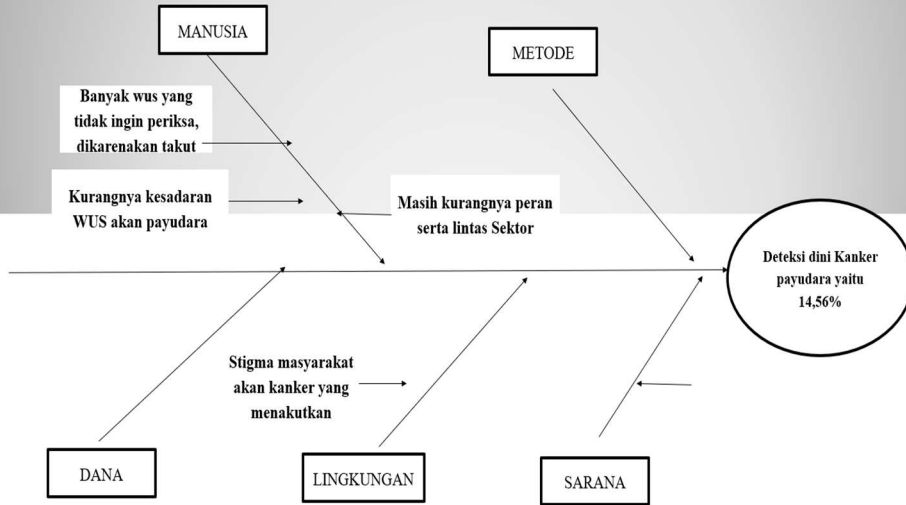 MANUSIA
METODE
Banyak wus yang
tidak ingin periksa,
dikarenakan takut
Kurangnya kesadaran
WUS akan payudara
Masih kurangnya peran
serta lintas Sektor
Deteksi dini Kanker
payudara yaitu
14,56%
Stigma masyarakat
akan kanker yang
menakutkan
DANA
LINGKUNGAN
SARANA